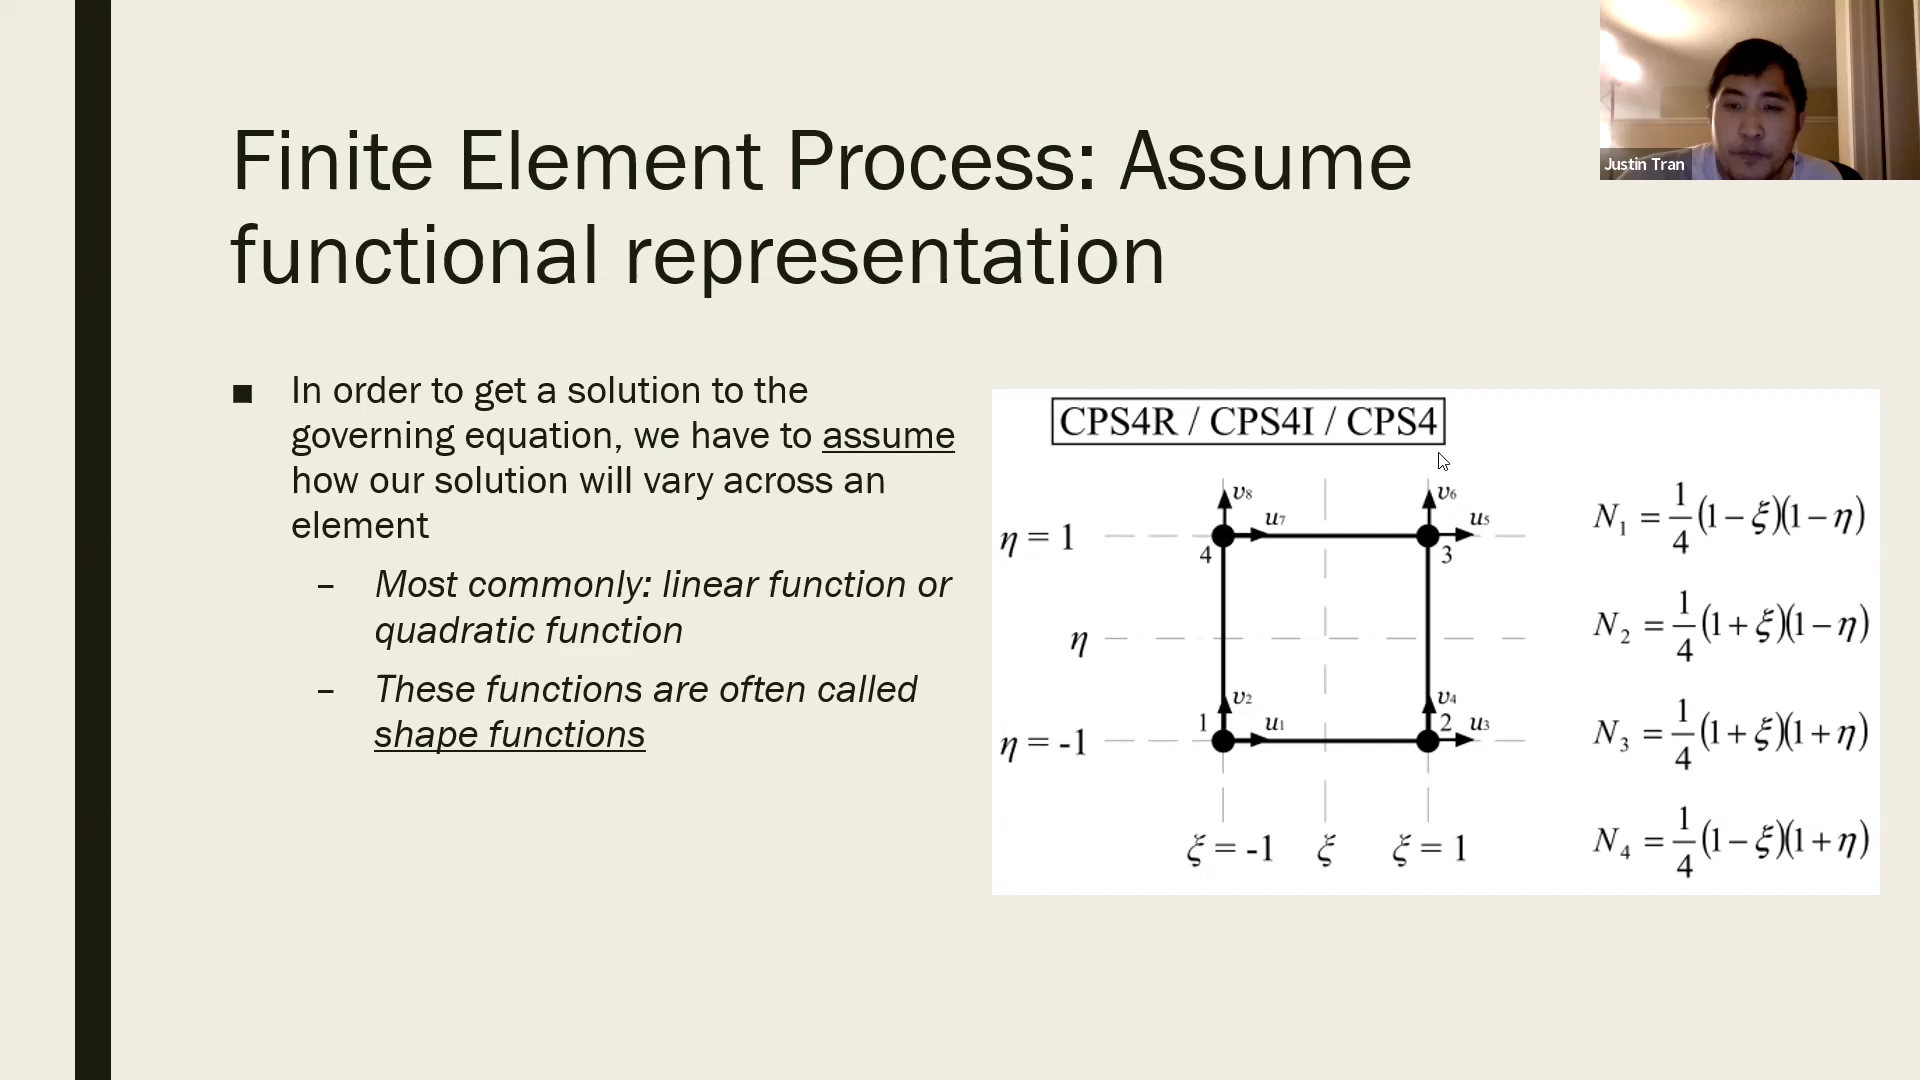 Finite Element Process: Assume
functional representation
Justin Tran
■ In order to get a solution to the
governing equation, we have to assume
how our solution will vary across an
element
– Most commonly: linear function or
quadratic function
– These functions are often called
shape functions
CPS4R / CPS4I / CPS4
υ8 υ6
u7 u5
η = 1
4 3
η
υ2 υ4
1 u1 2 u3
η = -1
ξ = -1 ξ ξ = 1
N1 = 1/4 (1 − ξ)(1 − η)
N2 = 1/4 (1 + ξ)(1 − η)
N3 = 1/4 (1 + ξ)(1 + η)
N4 = 1/4 (1 − ξ)(1 + η)